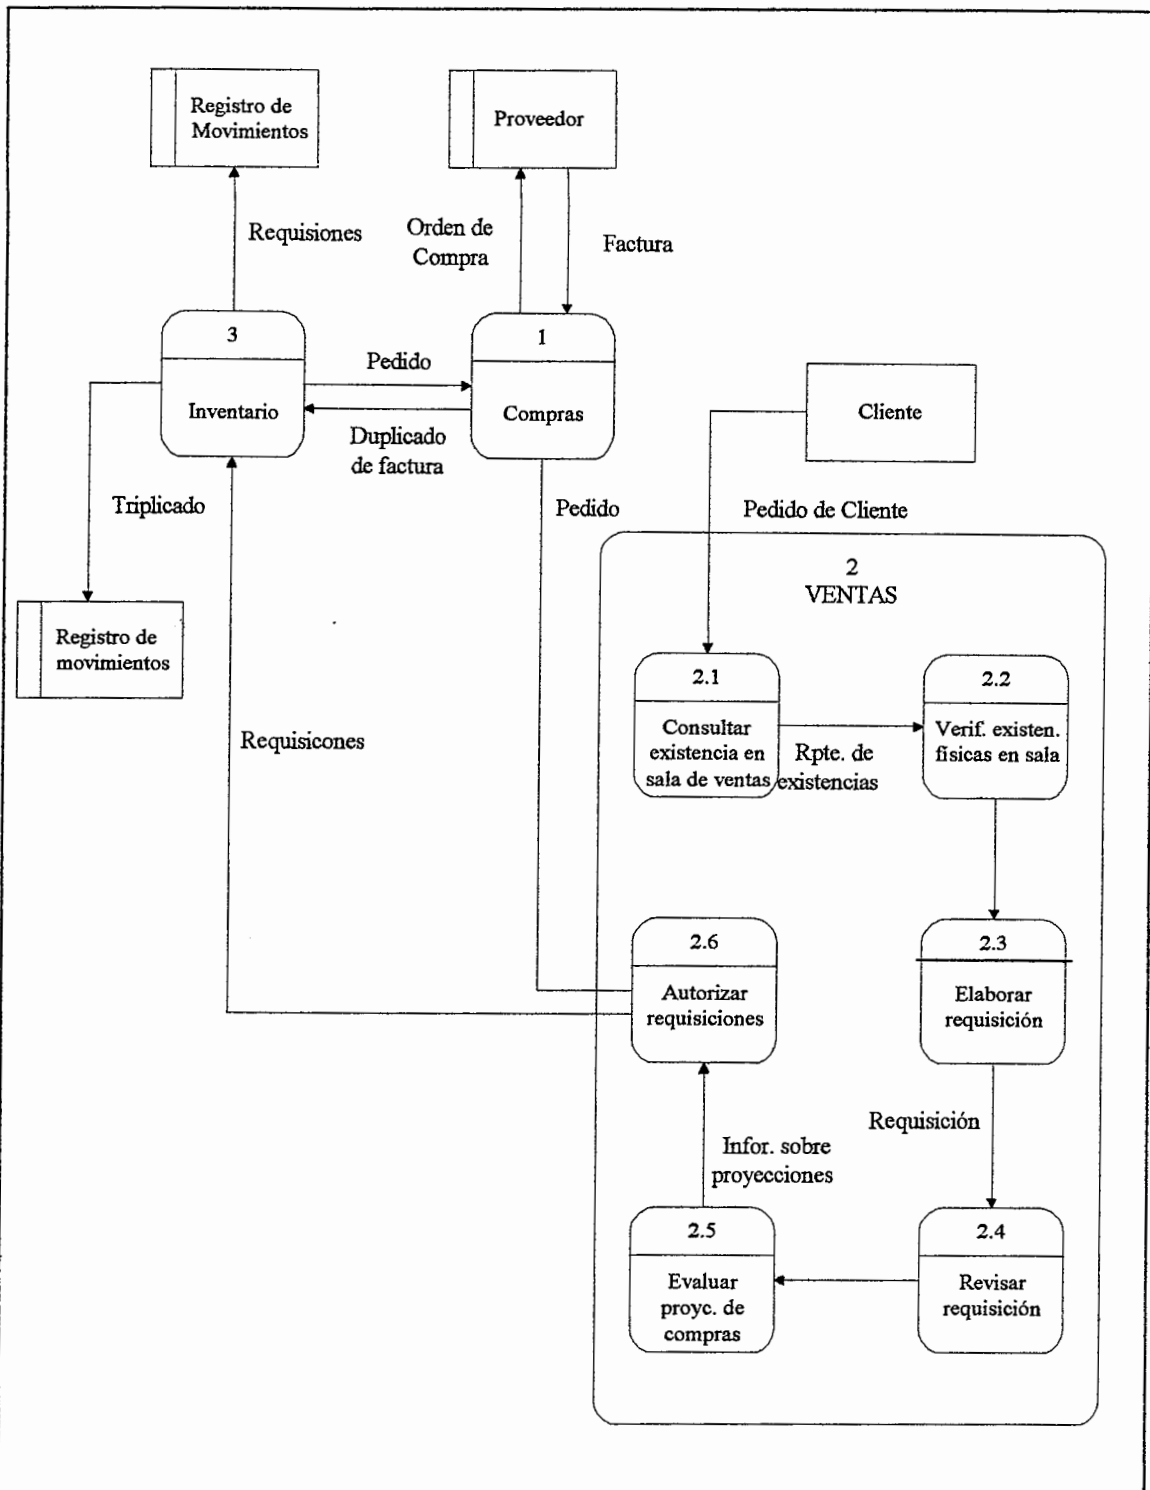 Registro de
Movimientos
Proveedor
Requisiones
Orden de
Compra
Factura
3
Inventario
Pedido
1
Compras
Duplicado
de factura
Cliente
Triplicado
Pedido
Pedido de Cliente
2
VENTAS
Registro de
movimientos
Requisicones
2.1
Consultar
existencia en
sala de ventas
Rpte. de
existencias
2.2
Verif. existen.
físicas en sala
2.6
Autorizar
requisiciones
2.3
Elaborar
requisición
Requisición
Infor. sobre
proyecciones
2.5
Evaluar
proyc. de
compras
2.4
Revisar
requisición